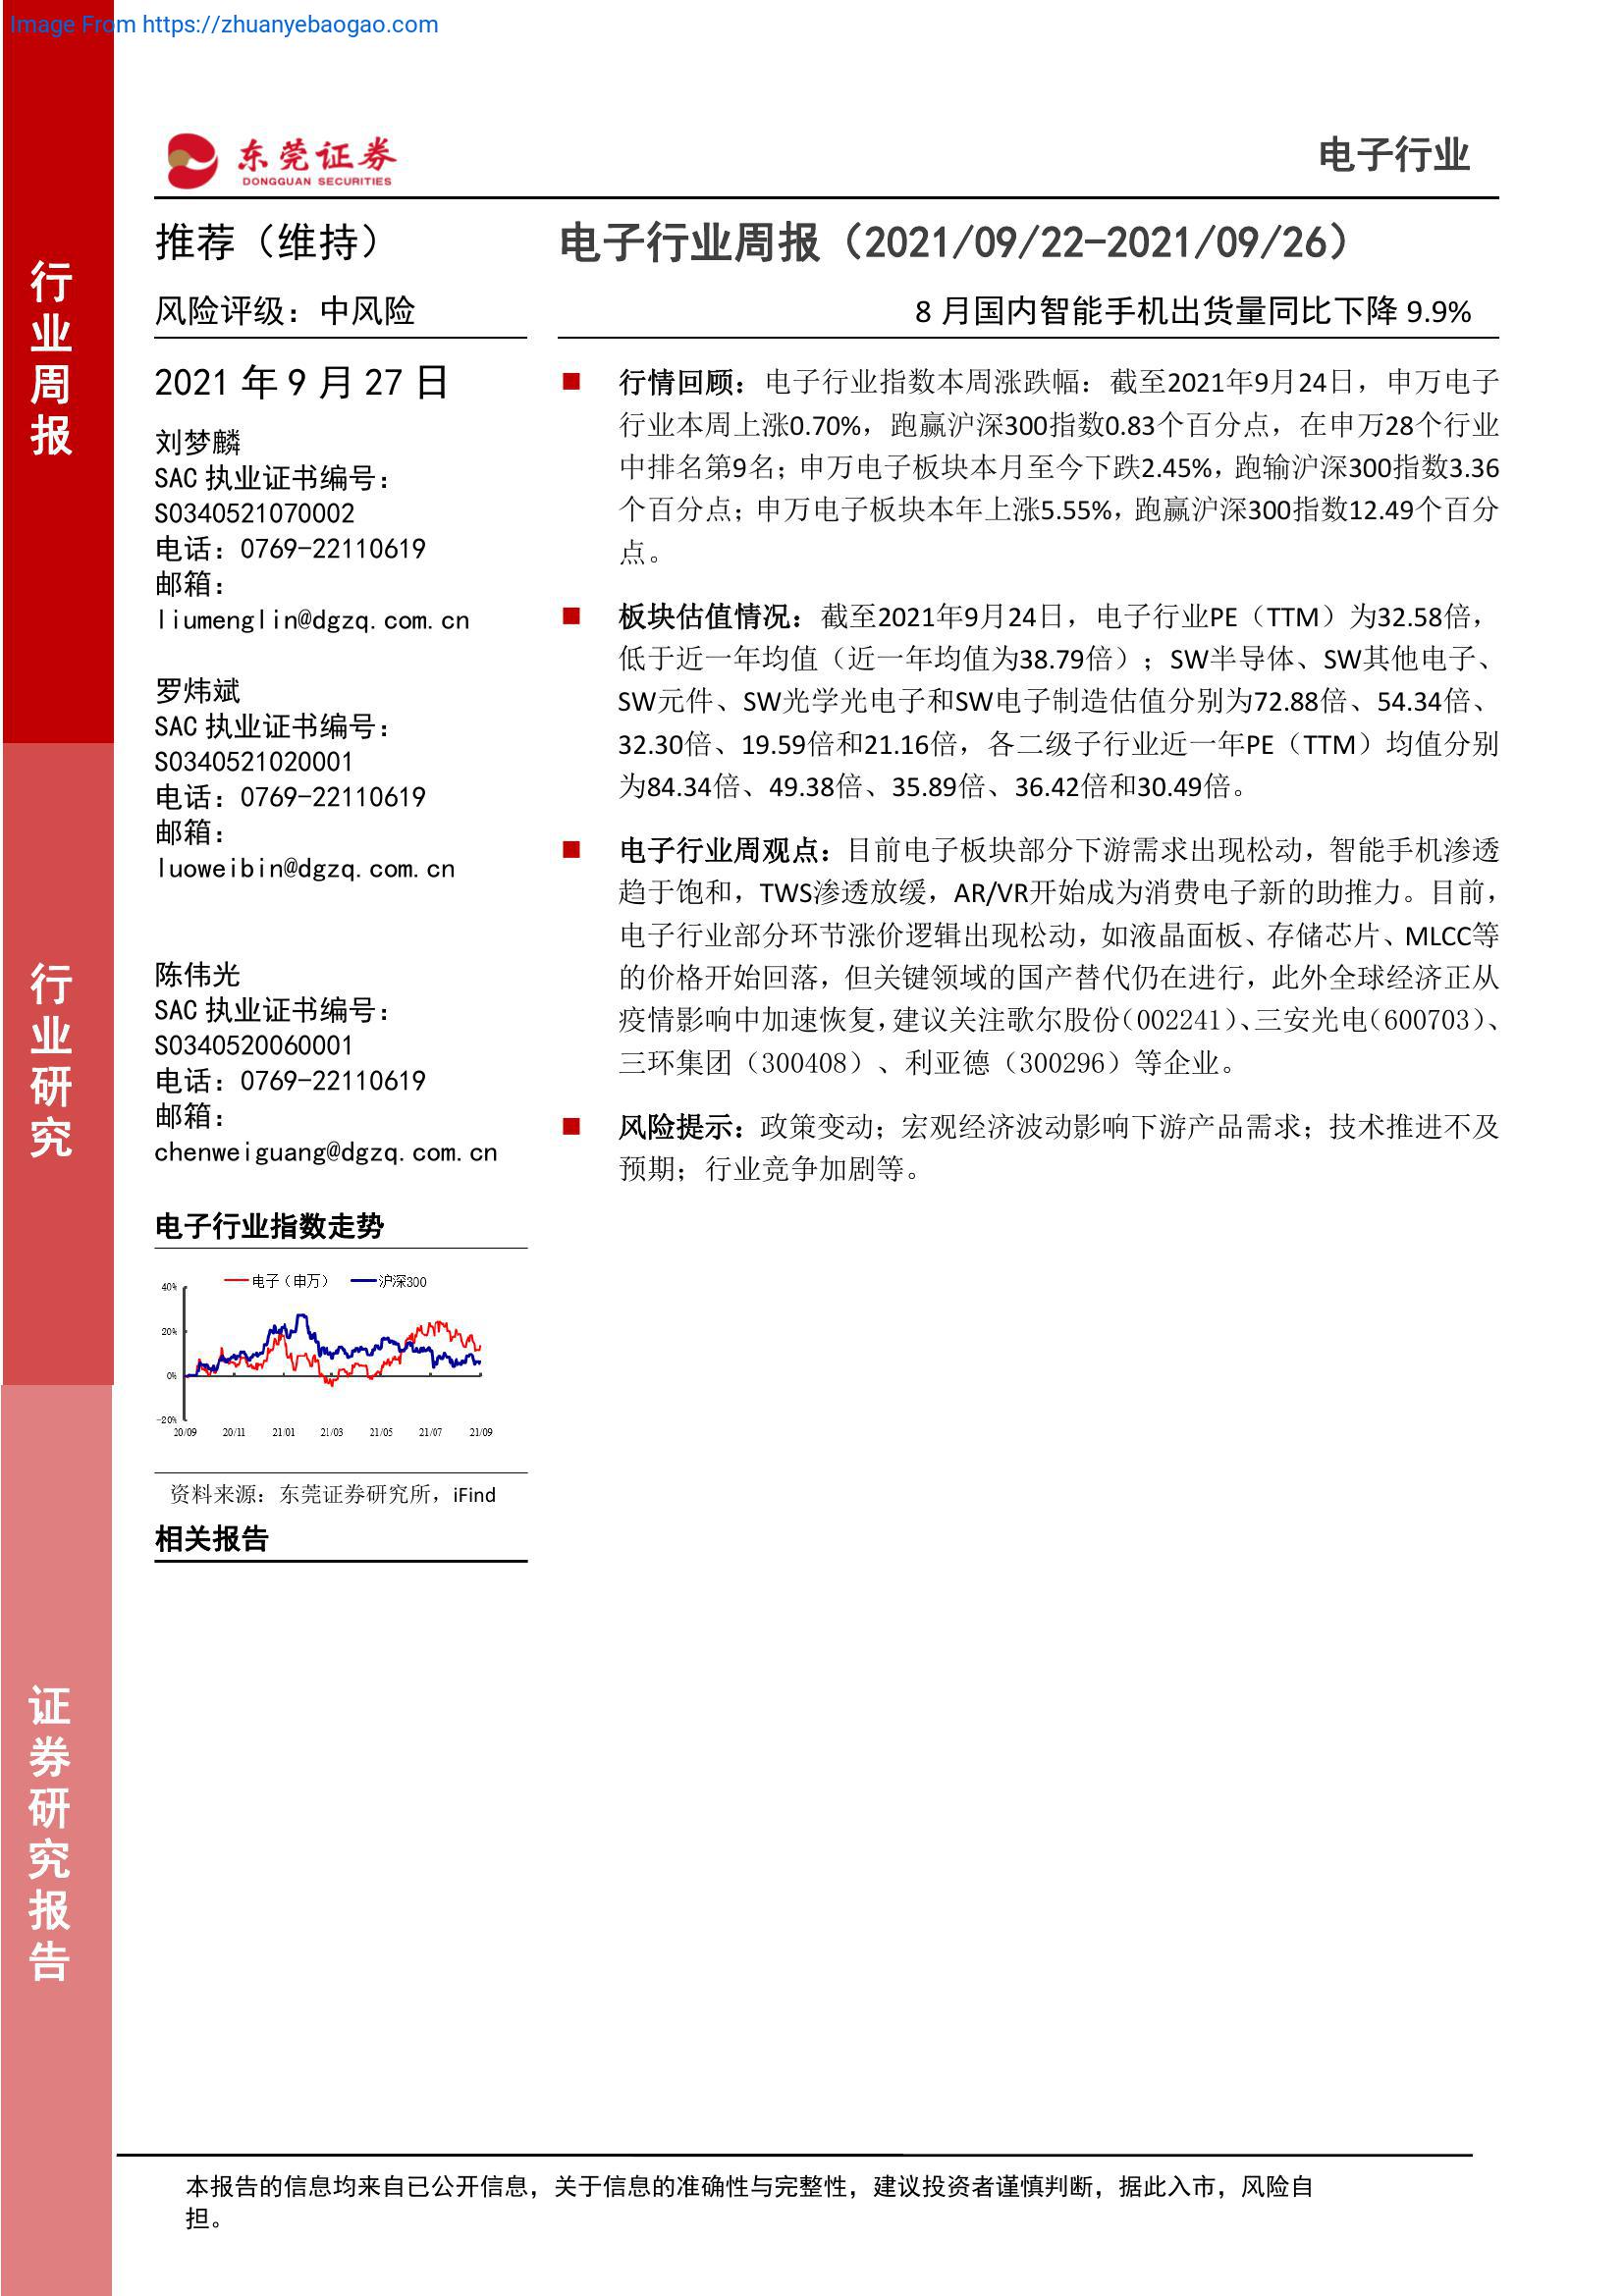 Image From https://zhuanyebaogao.com
东莞证券
DONGGUAN SECURITIES
电子行业
行业周报
行业研究
证券研究报告
推荐（维持）
风险评级：中风险
2021 年 9 月 27 日
刘梦麟
SAC 执业证书编号：
S0340521070002
电话：0769-22110619
邮箱：
liumenglin@dgzq.com.cn
罗炜斌
SAC 执业证书编号：
S0340521020001
电话：0769-22110619
邮箱：
luoweibin@dgzq.com.cn
陈伟光
SAC 执业证书编号：
S0340520060001
电话：0769-22110619
邮箱：
chenweiguang@dgzq.com.cn
电子行业指数走势
电子（申万） 沪深300
40%
20%
0%
-20%
20/09 20/11 21/01 21/03 21/05 21/07 21/09
资料来源：东莞证券研究所，iFind
相关报告
电子行业周报（2021/09/22-2021/09/26）
8 月国内智能手机出货量同比下降 9.9%
■ 行情回顾：电子行业指数本周涨跌幅：截至2021年9月24日，申万电子
行业本周上涨0.70%，跑赢沪深300指数0.83个百分点，在申万28个行业
中排名第9名；申万电子板块本月至今下跌2.45%，跑输沪深300指数3.36
个百分点；申万电子板块本年上涨5.55%，跑赢沪深300指数12.49个百分
点。
■ 板块估值情况：截至2021年9月24日，电子行业PE（TTM）为32.58倍，
低于近一年均值（近一年均值为38.79倍）；SW半导体、SW其他电子、
SW元件、SW光学光电子和SW电子制造估值分别为72.88倍、54.34倍、
32.30倍、19.59倍和21.16倍，各二级子行业近一年PE（TTM）均值分别
为84.34倍、49.38倍、35.89倍、36.42倍和30.49倍。
■ 电子行业周观点：目前电子板块部分下游需求出现松动，智能手机渗透
趋于饱和，TWS渗透放缓，AR/VR开始成为消费电子新的助推力。目前，
电子行业部分环节涨价逻辑出现松动，如液晶面板、存储芯片、MLCC等
的价格开始回落，但关键领域的国产替代仍在进行，此外全球经济正从
疫情影响中加速恢复，建议关注歌尔股份（002241）、三安光电（600703）、
三环集团（300408）、利亚德（300296）等企业。
■ 风险提示：政策变动；宏观经济波动影响下游产品需求；技术推进不及
预期；行业竞争加剧等。
本报告的信息均来自已公开信息，关于信息的准确性与完整性，建议投资者谨慎判断，据此入市，风险自
担。